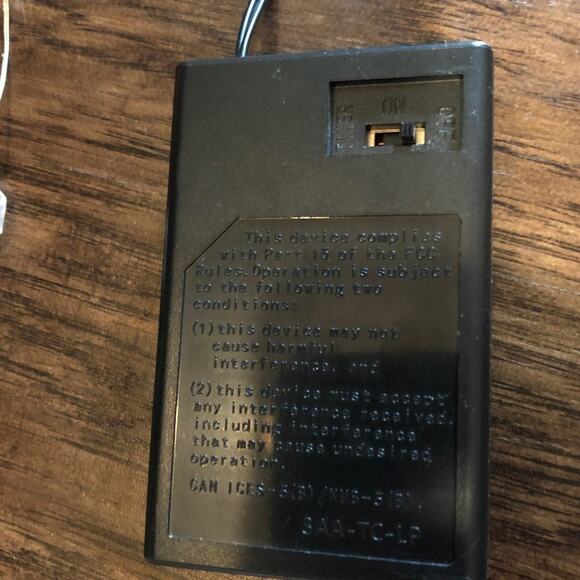 TIMER ON OFF
This device complies
with Part 15 of the FCC
Rules.Operation is subject
to the following two
conditions:
(1)this device may not
cause harmful
interference, and
(2)this device must accept
any interference received,
including interference
that may cause undesired
operation.
CAN ICES-3(B)/NMB-3(B).
SAA-TC-LP